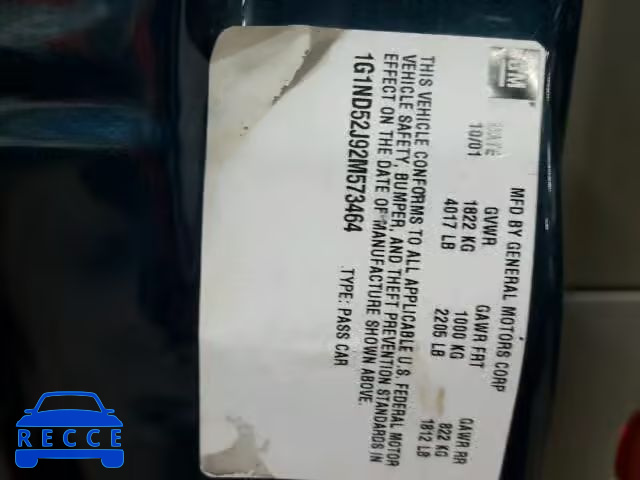 GM
MFD BY GENERAL MOTORS CORP
DATE GVWR GAWR FRT GAWR RR
10/01 1822 KG 1000 KG 822 KG
4017 LB 2205 LB 1812 LB
THIS VEHICLE CONFORMS TO ALL APPLICABLE U.S. FEDERAL MOTOR
VEHICLE SAFETY, BUMPER, AND THEFT PREVENTION STANDARDS IN
EFFECT ON THE DATE OF MANUFACTURE SHOWN ABOVE.
1G1ND52J92M573464 TYPE: PASS CAR
RECCE